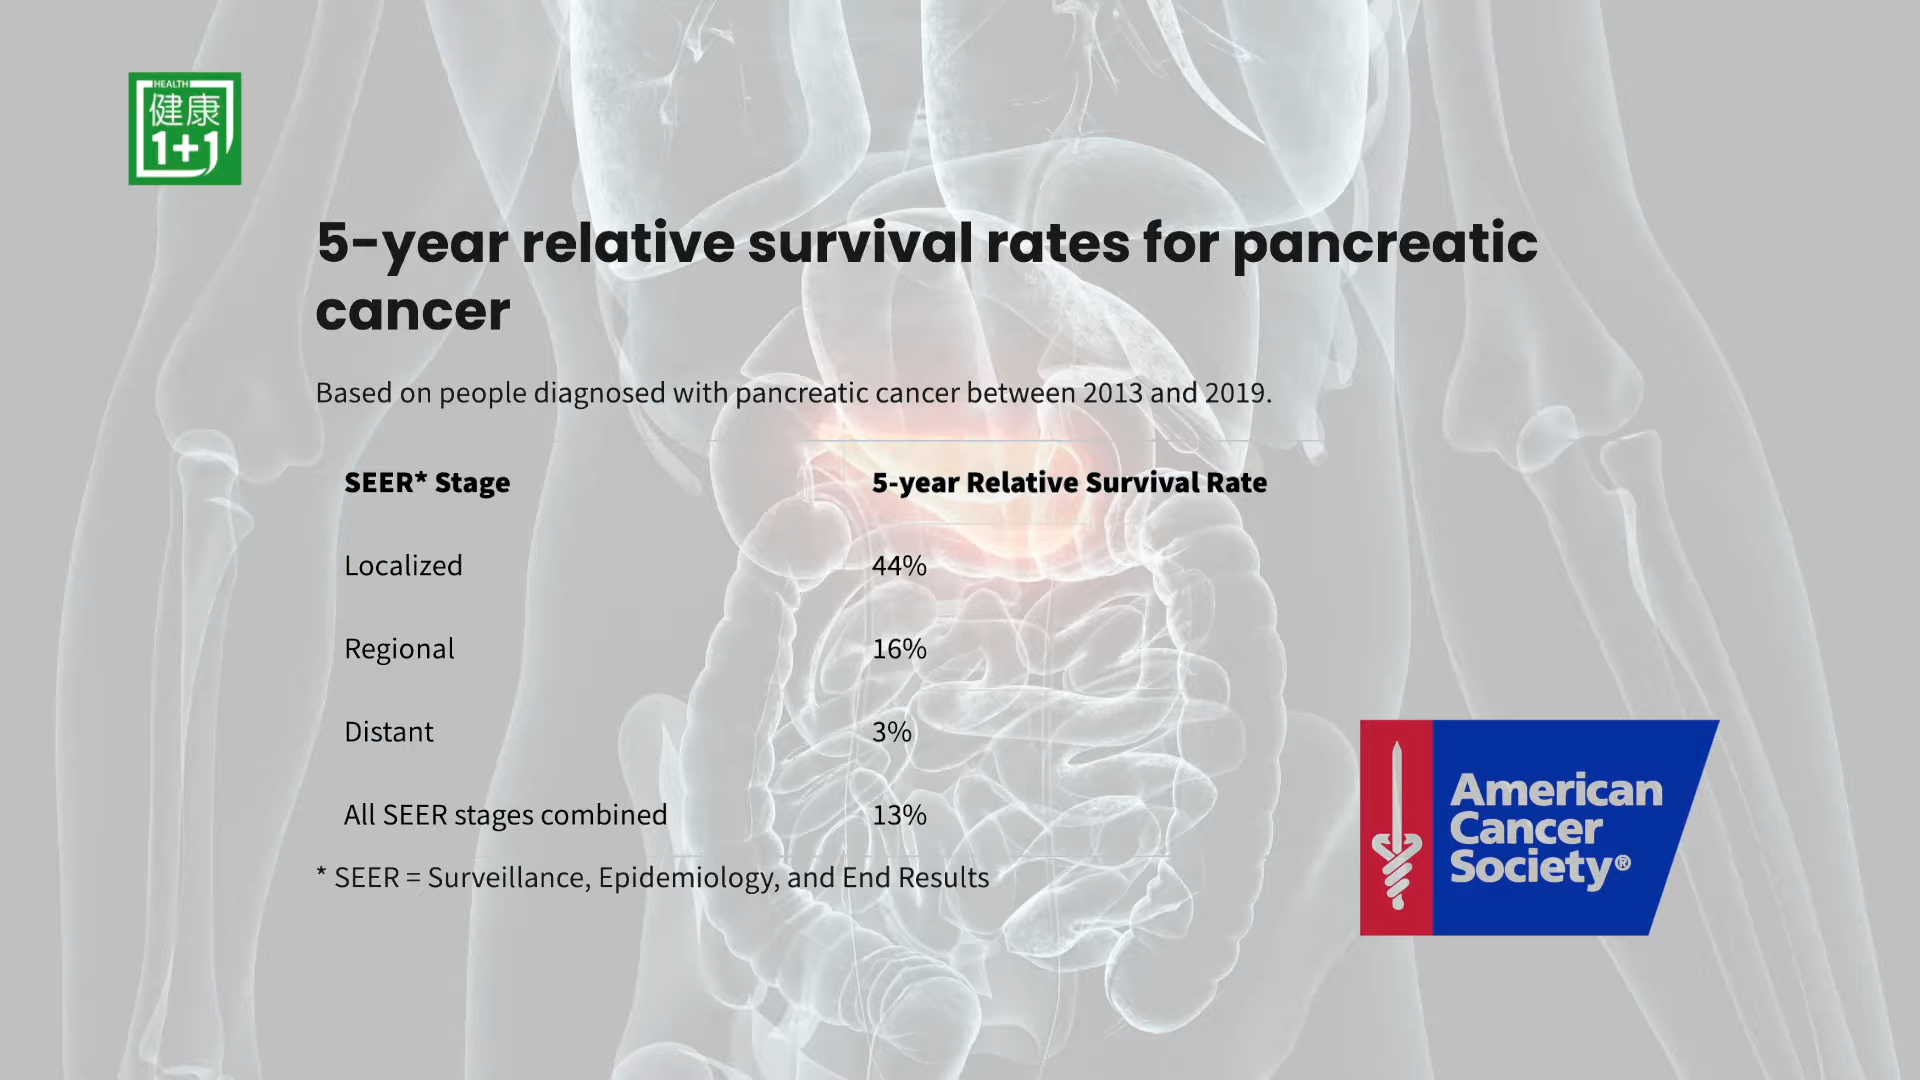 HEALTH
健康
1+1
5-year relative survival rates for pancreatic
cancer
Based on people diagnosed with pancreatic cancer between 2013 and 2019.
SEER* Stage 5-year Relative Survival Rate
Localized 44%
Regional 16%
Distant 3%
All SEER stages combined 13%
* SEER = Surveillance, Epidemiology, and End Results
American
Cancer
Society®